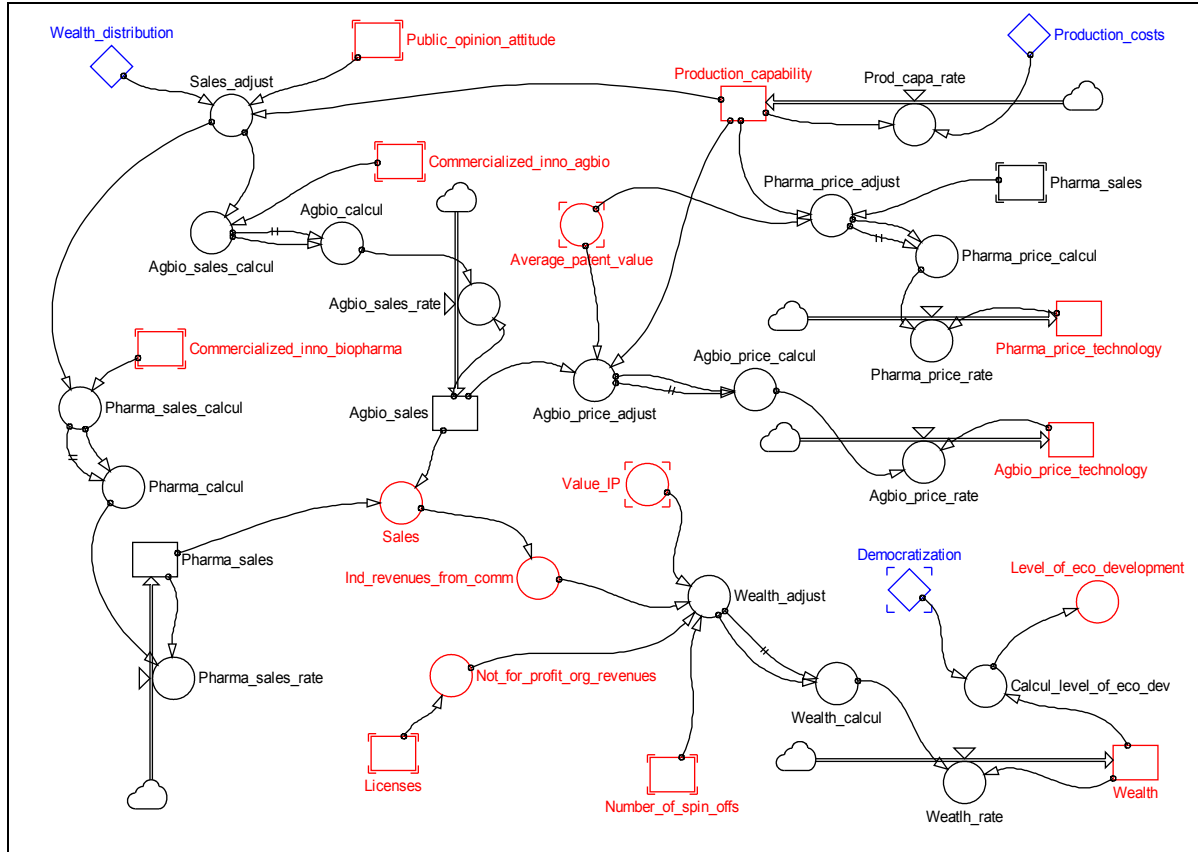 Wealth_distribution
Public_opinion_attitude
Production_costs
Sales_adjust
Production_capability
Prod_capa_rate
Commercialized_inno_agbio
Pharma_price_adjust
Pharma_sales
Agbio_calcul
Agbio_sales_calcul
Average_patent_value
Pharma_price_calcul
Agbio_sales_rate
Commercialized_inno_biopharma
Pharma_price_technology
Agbio_price_calcul
Pharma_price_rate
Pharma_sales_calcul
Agbio_sales
Agbio_price_adjust
Agbio_price_technology
Pharma_calcul
Value_IP
Agbio_price_rate
Sales
Pharma_sales
Democratization
Level_of_eco_development
Ind_revenues_from_comm
Wealth_adjust
Pharma_sales_rate
Not_for_profit_org_revenues
Calcul_level_of_eco_dev
Wealth_calcul
Licenses
Number_of_spin_offs
Weatlh_rate
Wealth